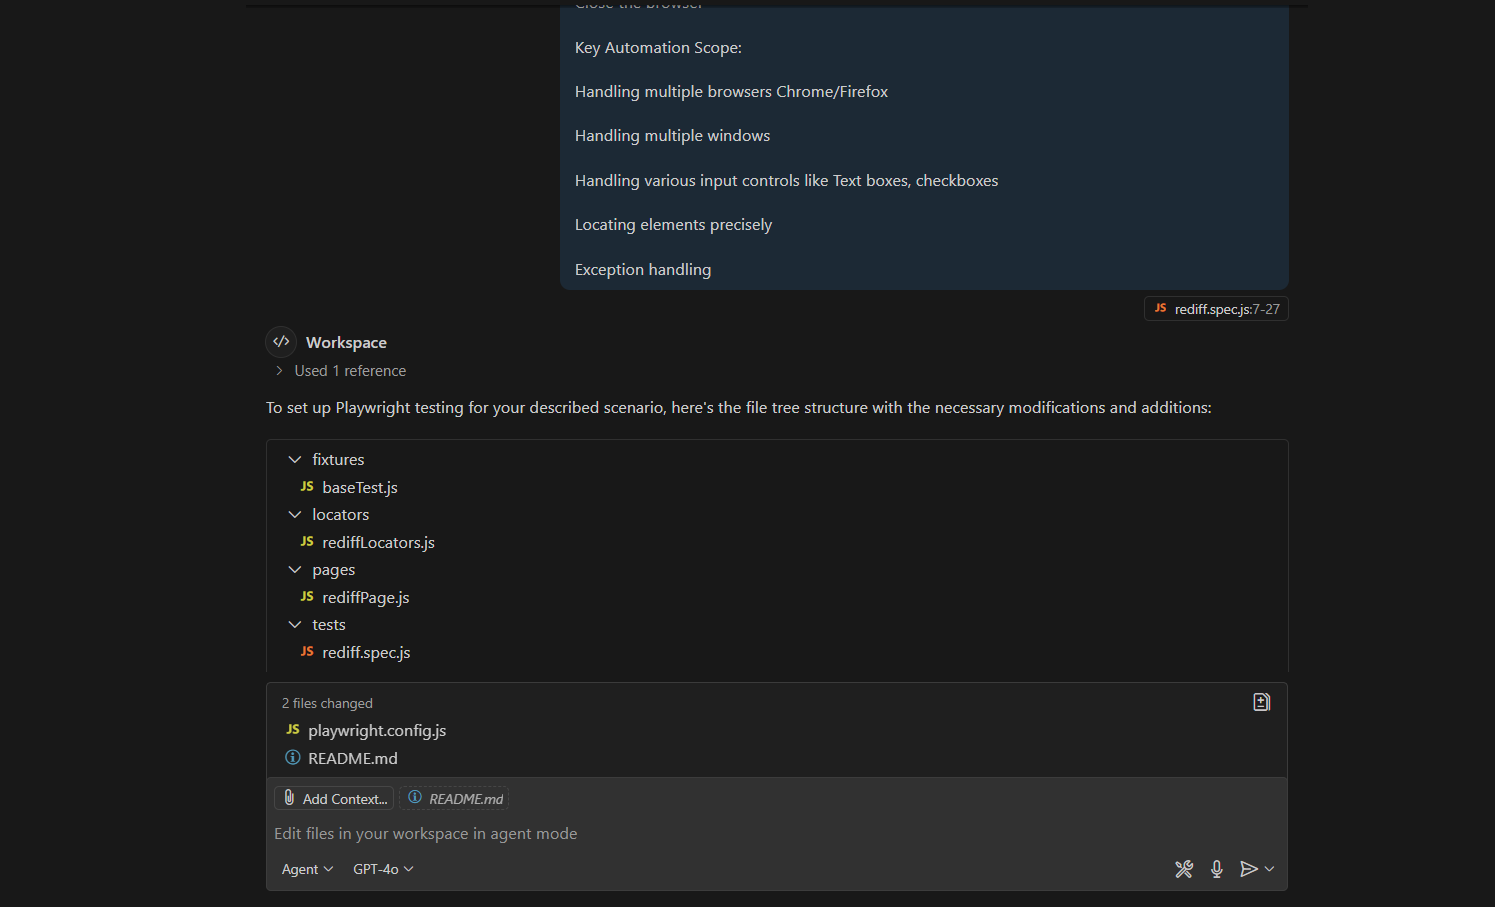 Close the browser
Key Automation Scope:
Handling multiple browsers Chrome/Firefox
Handling multiple windows
Handling various input controls like Text boxes, checkboxes
Locating elements precisely
Exception handling
JS rediff.spec.js:7-27
Workspace
Used 1 reference
To set up Playwright testing for your described scenario, here's the file tree structure with the necessary modifications and additions:
fixtures
JS baseTest.js
locators
JS rediffLocators.js
pages
JS rediffPage.js
tests
JS rediff.spec.js
2 files changed
JS playwright.config.js
README.md
Add Context... README.md
Edit files in your workspace in agent mode
Agent GPT-4o